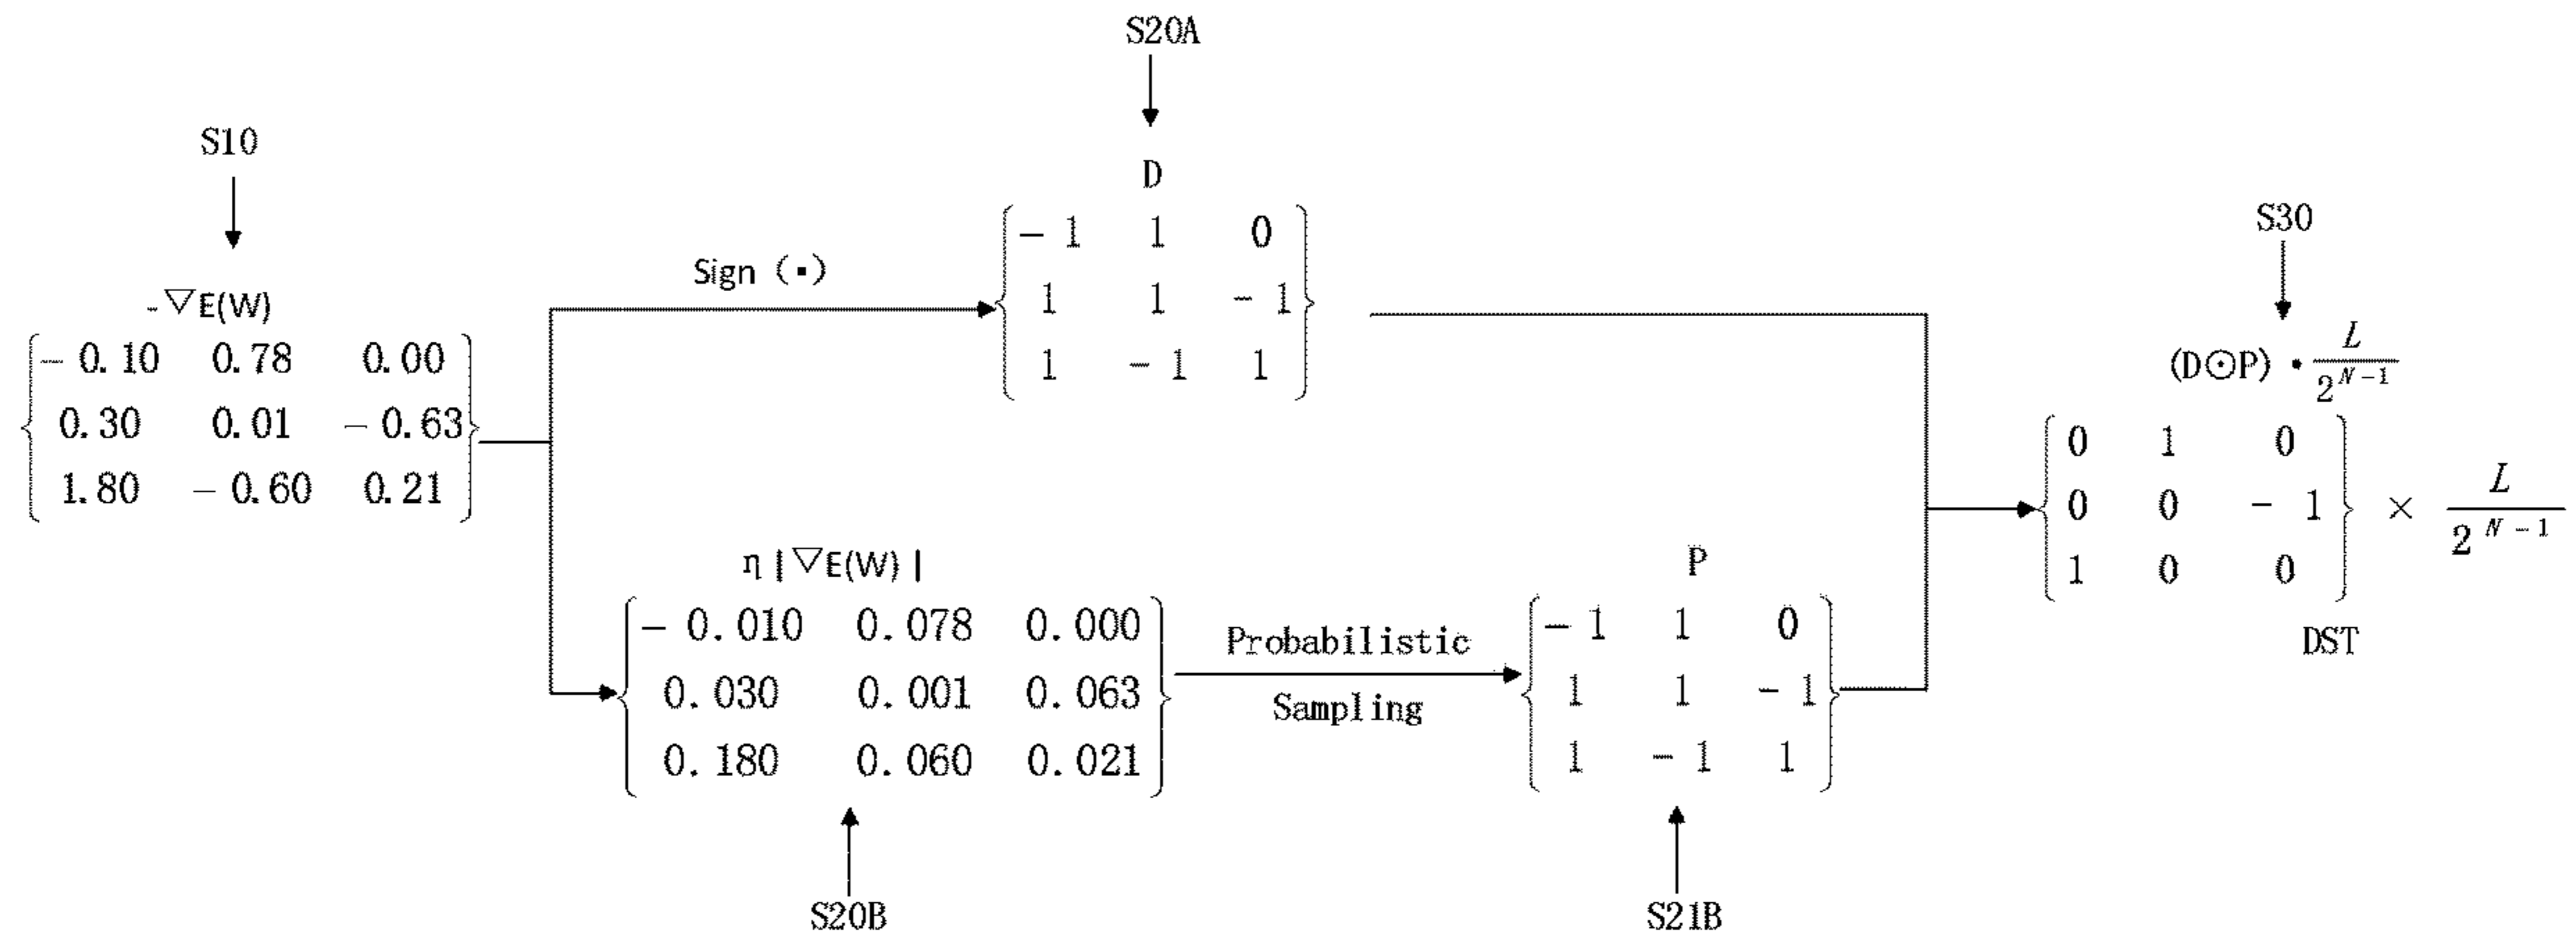 S20A
D
- 1 1 0
1 1 - 1
1 - 1 1
S10
-▽E(W)
- 0.10 0.78 0.00
0.30 0.01 - 0.63
1.80 - 0.60 0.21
Sign (▪)
η | ▽E(W) |
- 0.010 0.078 0.000
0.030 0.001 0.063
0.180 0.060 0.021
S20B
Probabilistic
Sampling
P
- 1 1 0
1 1 - 1
1 - 1 1
S21B
S30
(D⊙P) • L / 2^{N-1}
0 1 0
0 0 - 1
1 0 0
× L / 2^{N-1}
DST